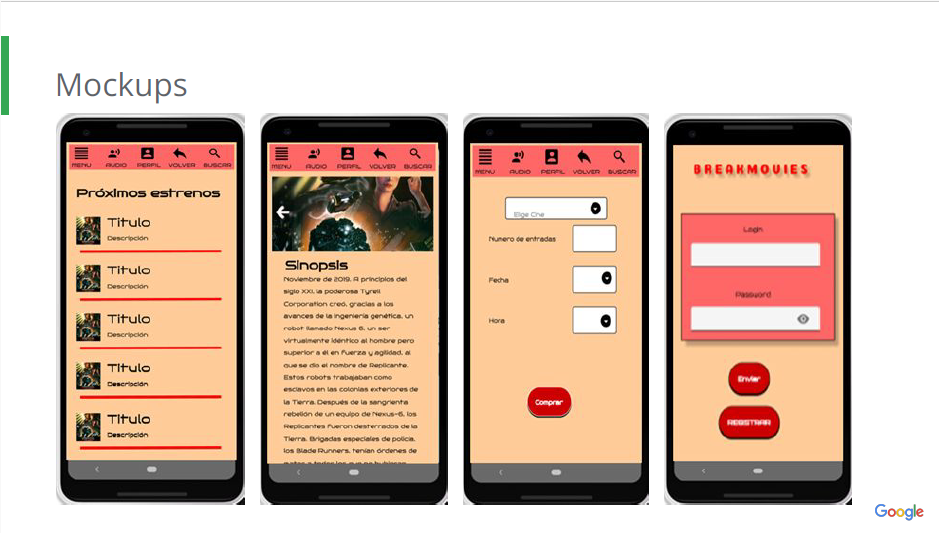 Mockups
MENU AUDIO PERFIL VOLVER BUSCAR
Próximos estrenos
Titulo
Descripción
Titulo
Descripción
Titulo
Descripción
Titulo
Descripción
Titulo
Descripción
MENU AUDIO PERFIL VOLVER BUSCAR
Sinopsis
Noviembre de 2019. A principios del
siglo XXI, la poderosa Tyrell
Corporation creó, gracias a los
avances de la ingeniería genética, un
robot llamado Nexus 6, un ser
virtualmente idéntico al hombre pero
superior a él en fuerza y agilidad, al
que se dio el nombre de Replicante.
Estos robots trabajaban como
esclavos en las colonias exteriores de
la Tierra. Después de la sangrienta
rebelión de un equipo de Nexus-6, los
Replicantes fueron desterrados de la
Tierra. Brigadas especiales de policía,
los Blade Runners, tenían órdenes de
MENU AUDIO PERFIL VOLVER BUSCAR
Elige Cine
Numero de entradas
Fecha
Hora
Comprar
BREAKMOVIES
Login
Password
Enviar
REGISTRAR
Google